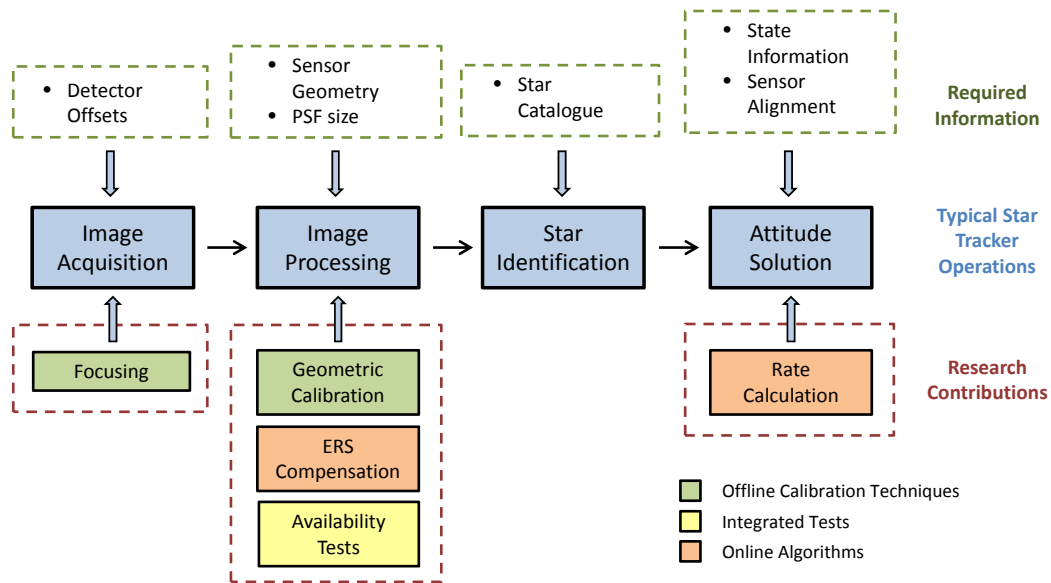 • Detector
Offsets
• Sensor
Geometry
• PSF size
• Star
Catalogue
• State
Information
• Sensor
Alignment
Required
Information
Image
Acquisition
Image
Processing
Star
Identification
Attitude
Solution
Typical Star
Tracker
Operations
Focusing
Geometric
Calibration
ERS
Compensation
Availability
Tests
Rate
Calculation
Research
Contributions
Offline Calibration Techniques
Integrated Tests
Online Algorithms